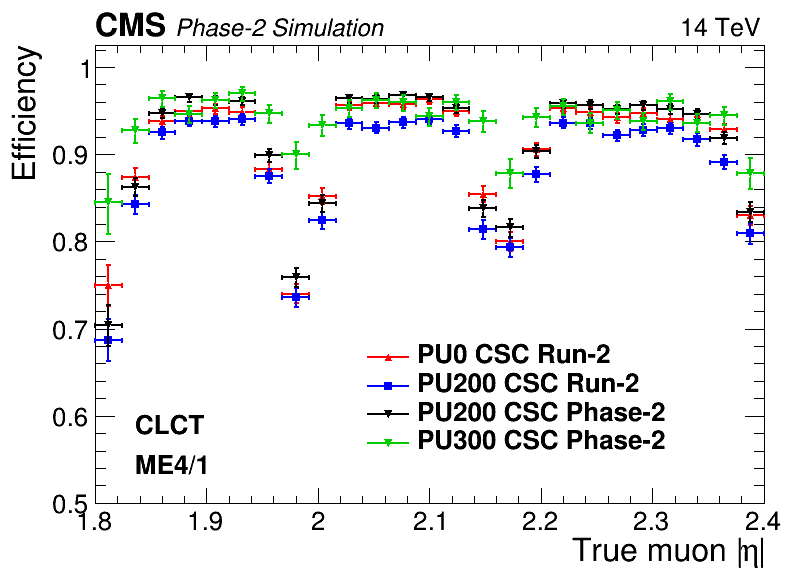 CMS Phase-2 Simulation 14 TeV
Efficiency
1
0.9
0.8
0.7
0.6
0.5
PU0 CSC Run-2
PU200 CSC Run-2
PU200 CSC Phase-2
PU300 CSC Phase-2
CLCT
ME4/1
1.8 1.9 2 2.1 2.2 2.3 2.4
True muon |η|